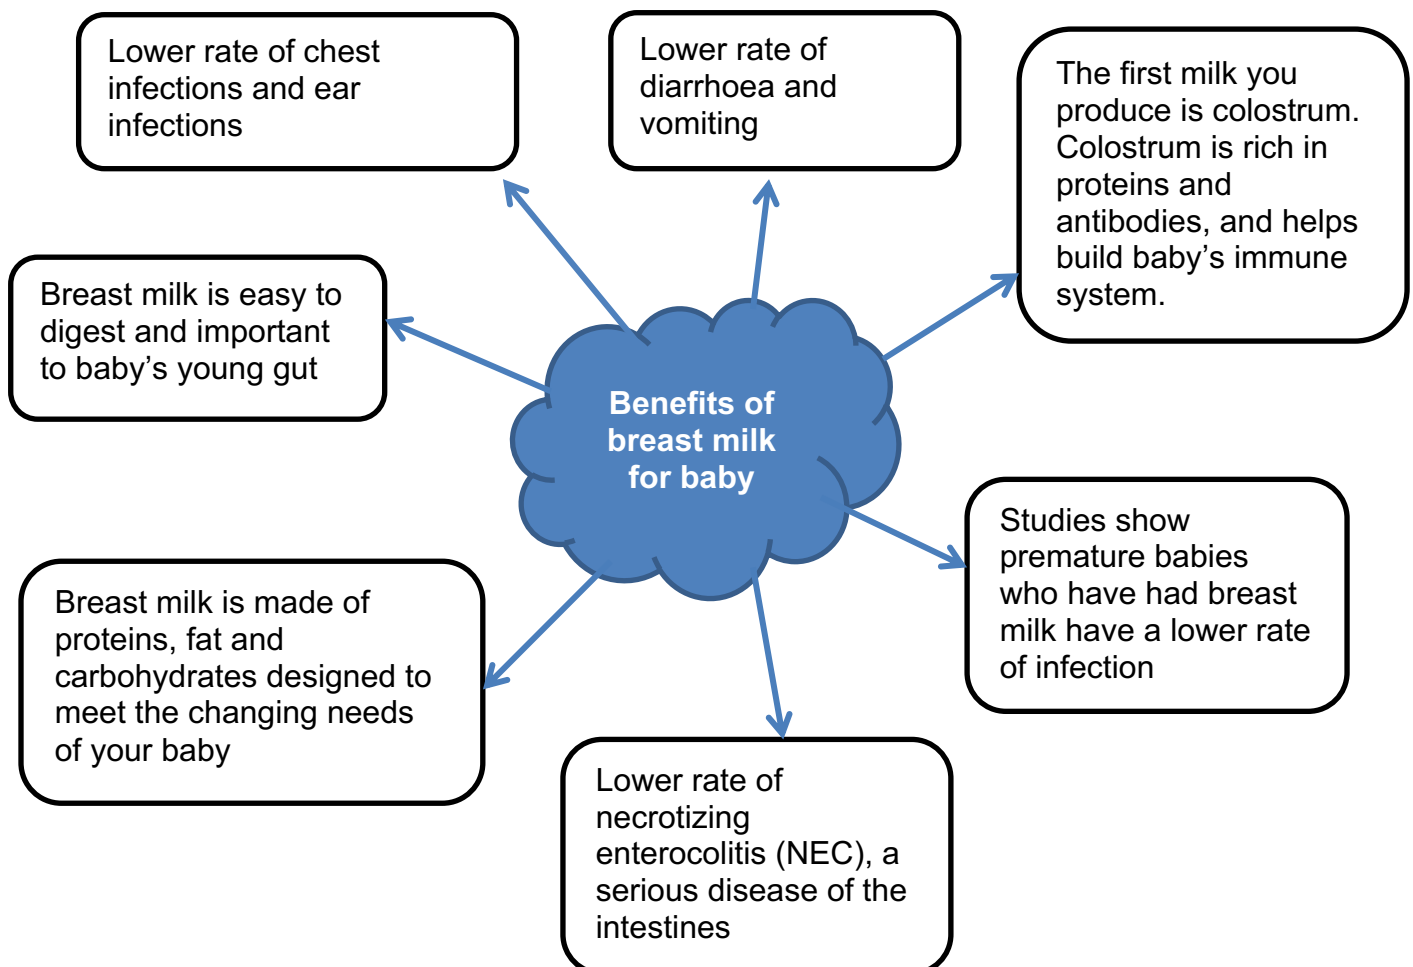 Lower rate of chest
infections and ear
infections
Lower rate of
diarrhoea and
vomiting
The first milk you
produce is colostrum.
Colostrum is rich in
proteins and
antibodies, and helps
build baby’s immune
system.
Breast milk is easy to
digest and important
to baby’s young gut
Benefits of
breast milk
for baby
Studies show
premature babies
who have had breast
milk have a lower rate
of infection
Breast milk is made of
proteins, fat and
carbohydrates designed to
meet the changing needs
of your baby
Lower rate of
necrotizing
enterocolitis (NEC), a
serious disease of the
intestines